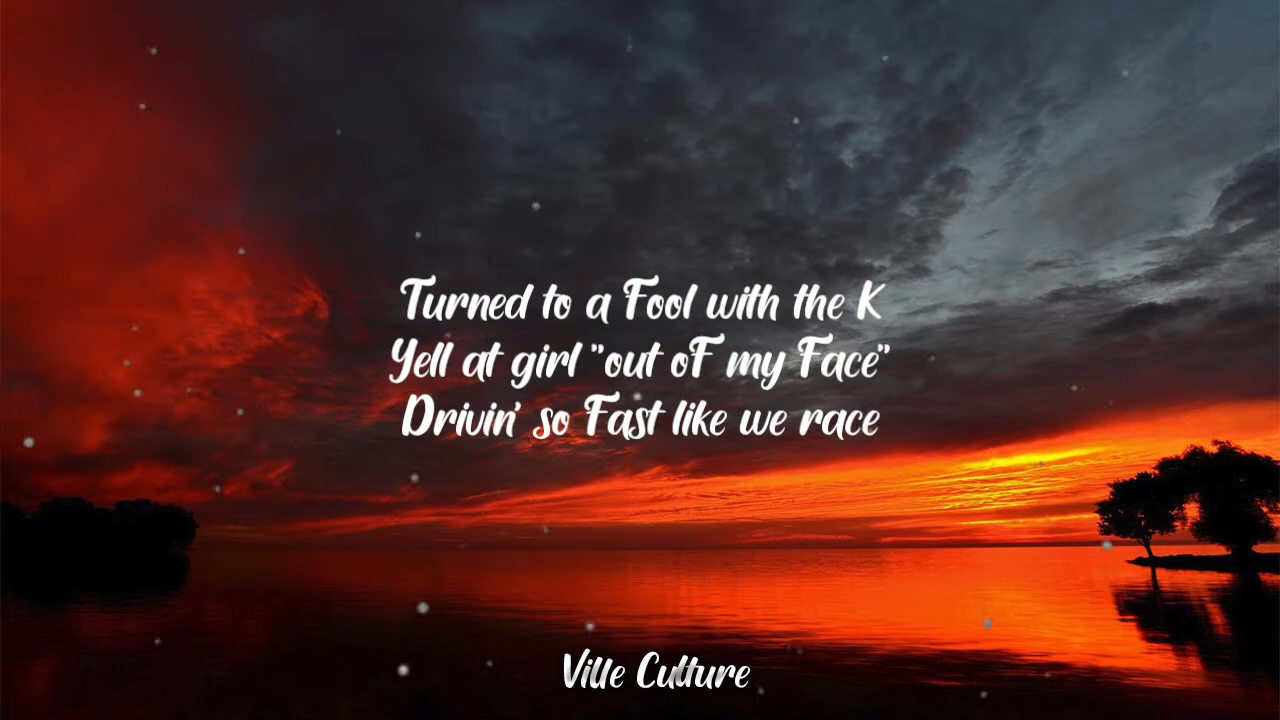 Turned to a Fool with the K
Yell at girl "out oF my Face"
Drivin' so Fast like we race
Ville Culture